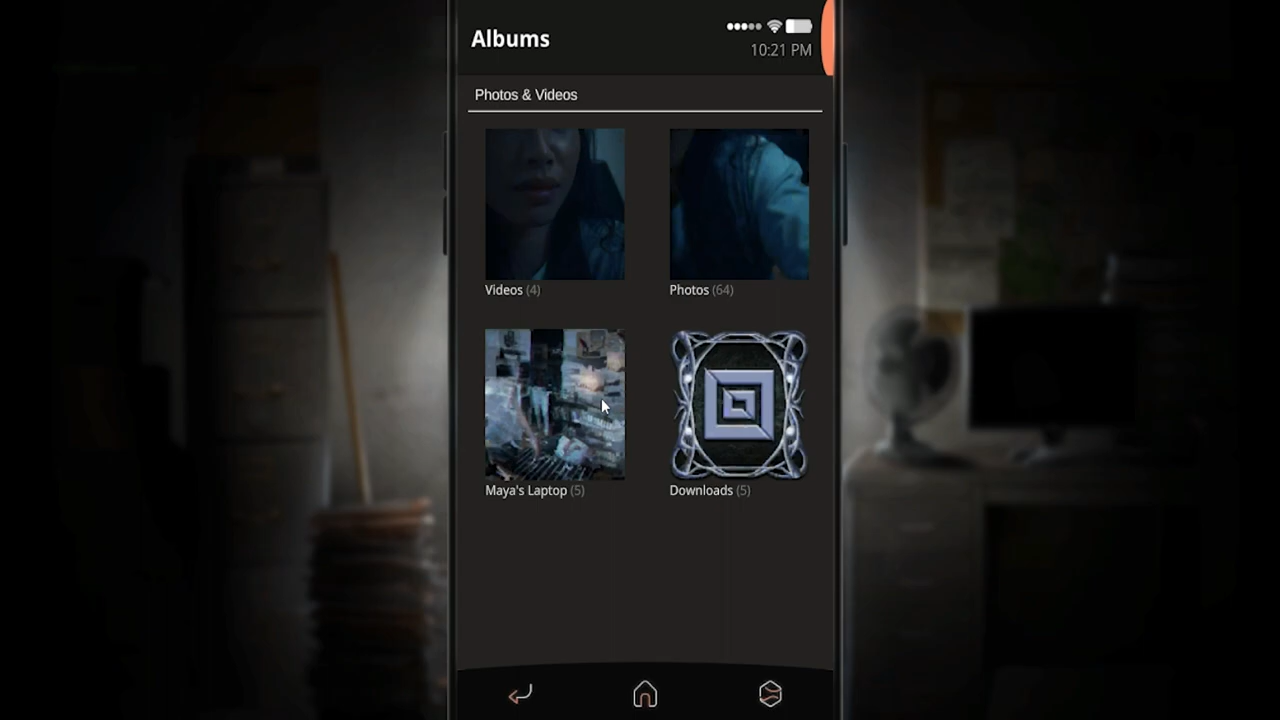 Albums
10:21 PM
Photos & Videos
Videos (4)
Photos (64)
Maya's Laptop (5)
Downloads (5)